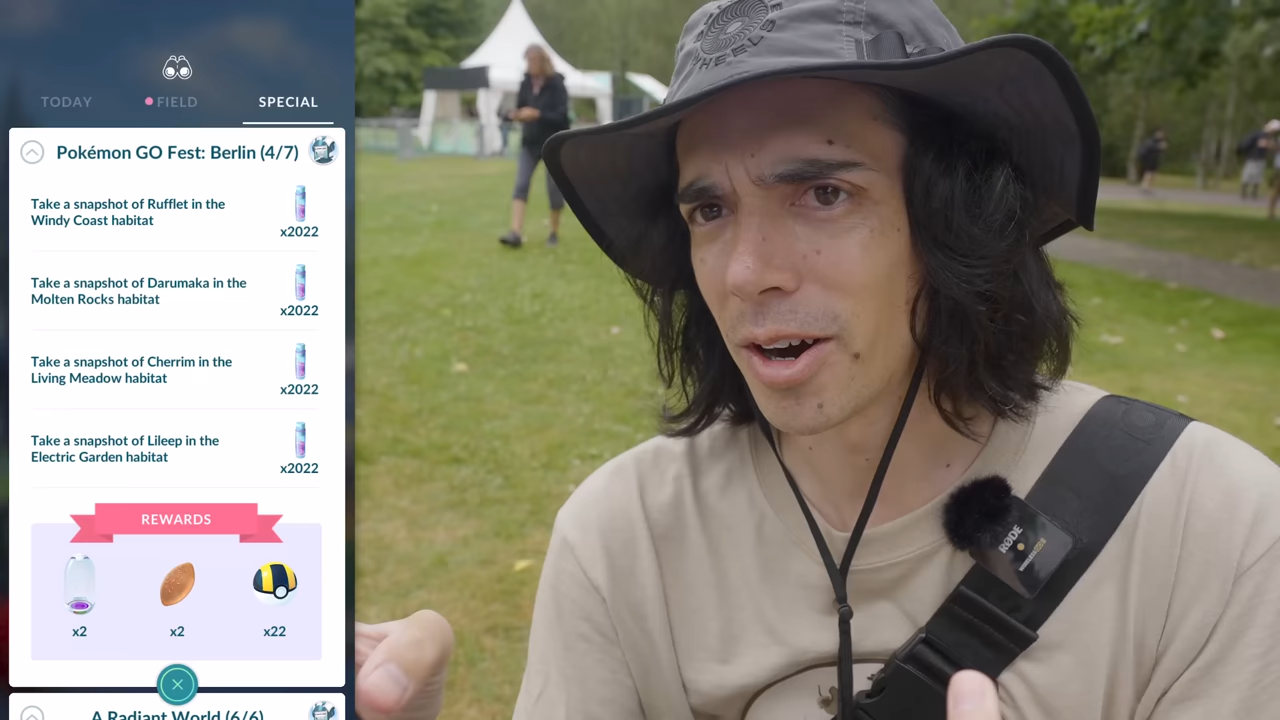 TODAY
FIELD
SPECIAL
Pokémon GO Fest: Berlin (4/7)
Take a snapshot of Rufflet in the
Windy Coast habitat
x2022
Take a snapshot of Darumaka in the
Molten Rocks habitat
x2022
Take a snapshot of Cherrim in the
Living Meadow habitat
x2022
Take a snapshot of Lileep in the
Electric Garden habitat
x2022
REWARDS
x2
x2
x22
A Radiant World (6/6)
WHEELS
RØDE